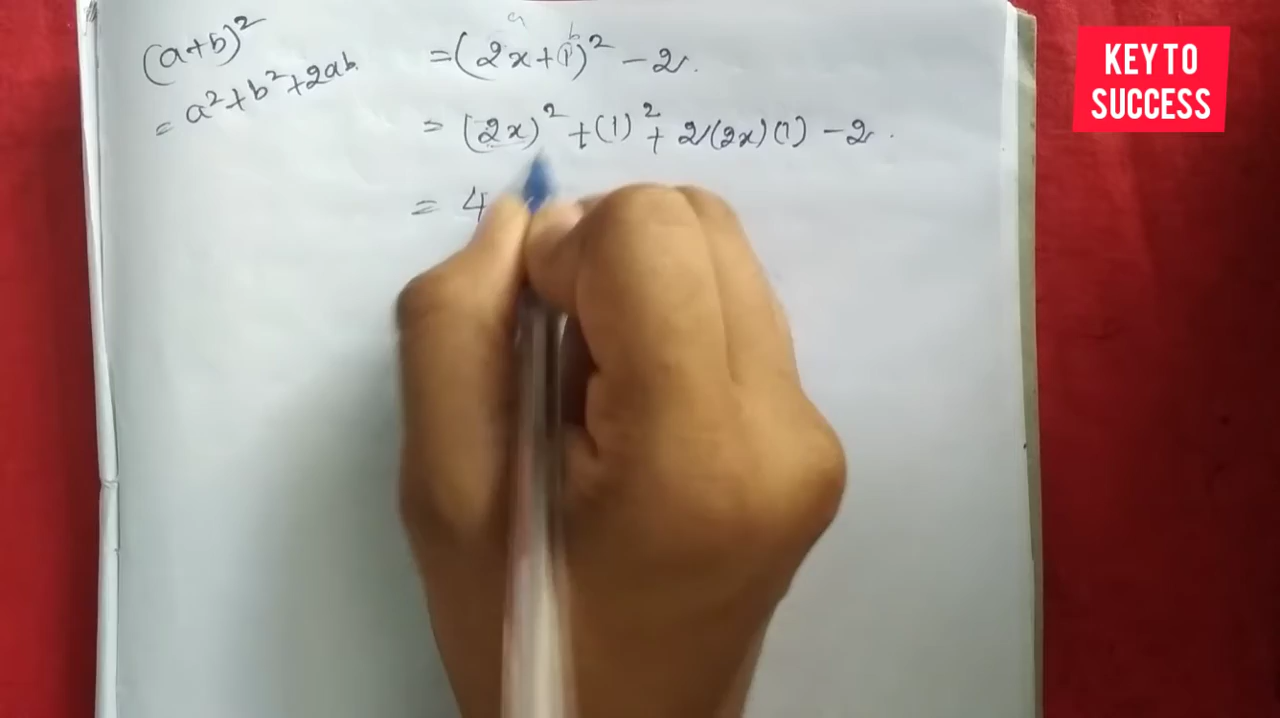 (a+b)²
= a²+b²+2ab.
a b
=(2x+1)² -2.
= (2x)² +(1)² + 2(2x)(1) -2.
= 4
KEY TO
SUCCESS